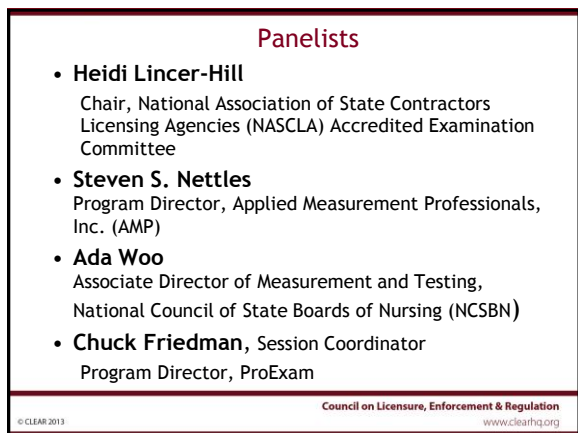 Panelists
• Heidi Lincer-Hill
Chair, National Association of State Contractors
Licensing Agencies (NASCLA) Accredited Examination
Committee
• Steven S. Nettles
Program Director, Applied Measurement Professionals,
Inc. (AMP)
• Ada Woo
Associate Director of Measurement and Testing,
National Council of State Boards of Nursing (NCSBN)
• Chuck Friedman, Session Coordinator
Program Director, ProExam
Council on Licensure, Enforcement & Regulation
© CLEAR 2013 www.clearhq.org